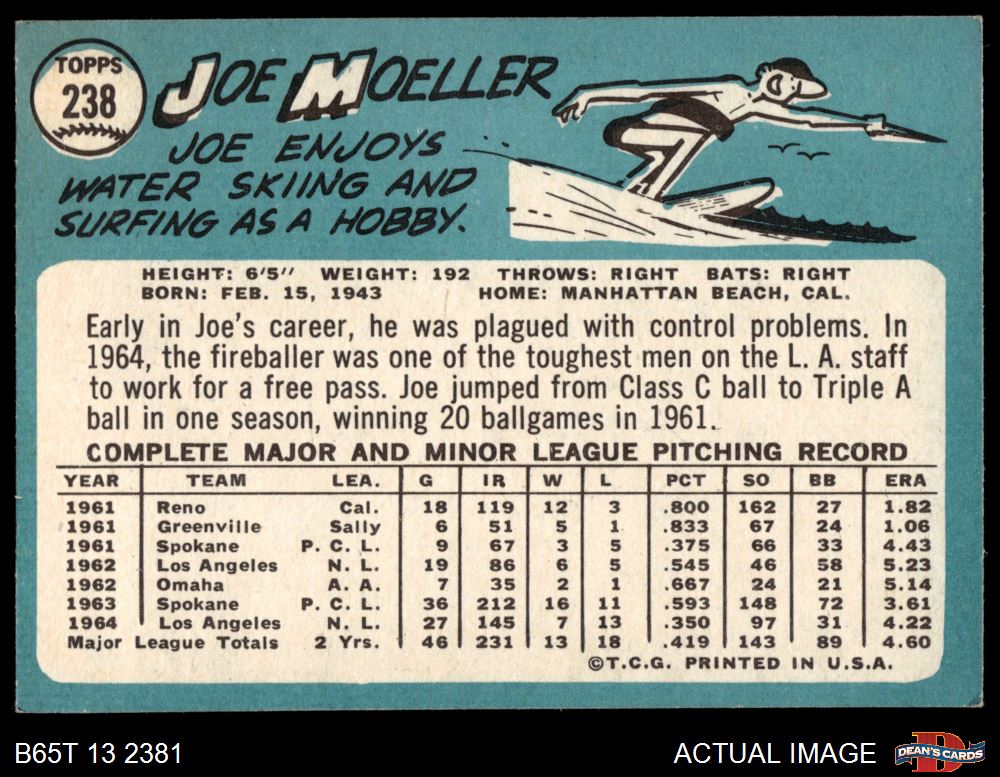 TOPPS
238
JOE MOELLER
JOE ENJOYS
WATER SKIING AND
SURFING AS A HOBBY.
HEIGHT: 6'5" WEIGHT: 192 THROWS: RIGHT BATS: RIGHT
BORN: FEB. 15, 1943 HOME: MANHATTAN BEACH, CAL.
Early in Joe's career, he was plagued with control problems. In
1964, the fireballer was one of the toughest men on the L. A. staff
to work for a free pass. Joe jumped from Class C ball to Triple A
ball in one season, winning 20 ballgames in 1961.
COMPLETE MAJOR AND MINOR LEAGUE PITCHING RECORD
YEAR TEAM LEA. G IR W L PCT SO BB ERA
1961 Reno Cal. 18 119 12 3 .800 162 27 1.82
1961 Greenville Sally 6 51 5 1 .833 67 24 1.06
1961 Spokane P. C. L. 9 67 3 5 .375 66 33 4.43
1962 Los Angeles N. L. 19 86 6 5 .545 46 58 5.23
1962 Omaha A. A. 7 35 2 1 .667 24 21 5.14
1963 Spokane P. C. L. 36 212 16 11 .593 148 72 3.61
1964 Los Angeles N. L. 27 145 7 13 .350 97 31 4.22
Major League Totals 2 Yrs. 46 231 13 18 .419 143 89 4.60
©T.C.G. PRINTED IN U.S.A.
B65T 13 2381 ACTUAL IMAGE DEAN'S CARDS